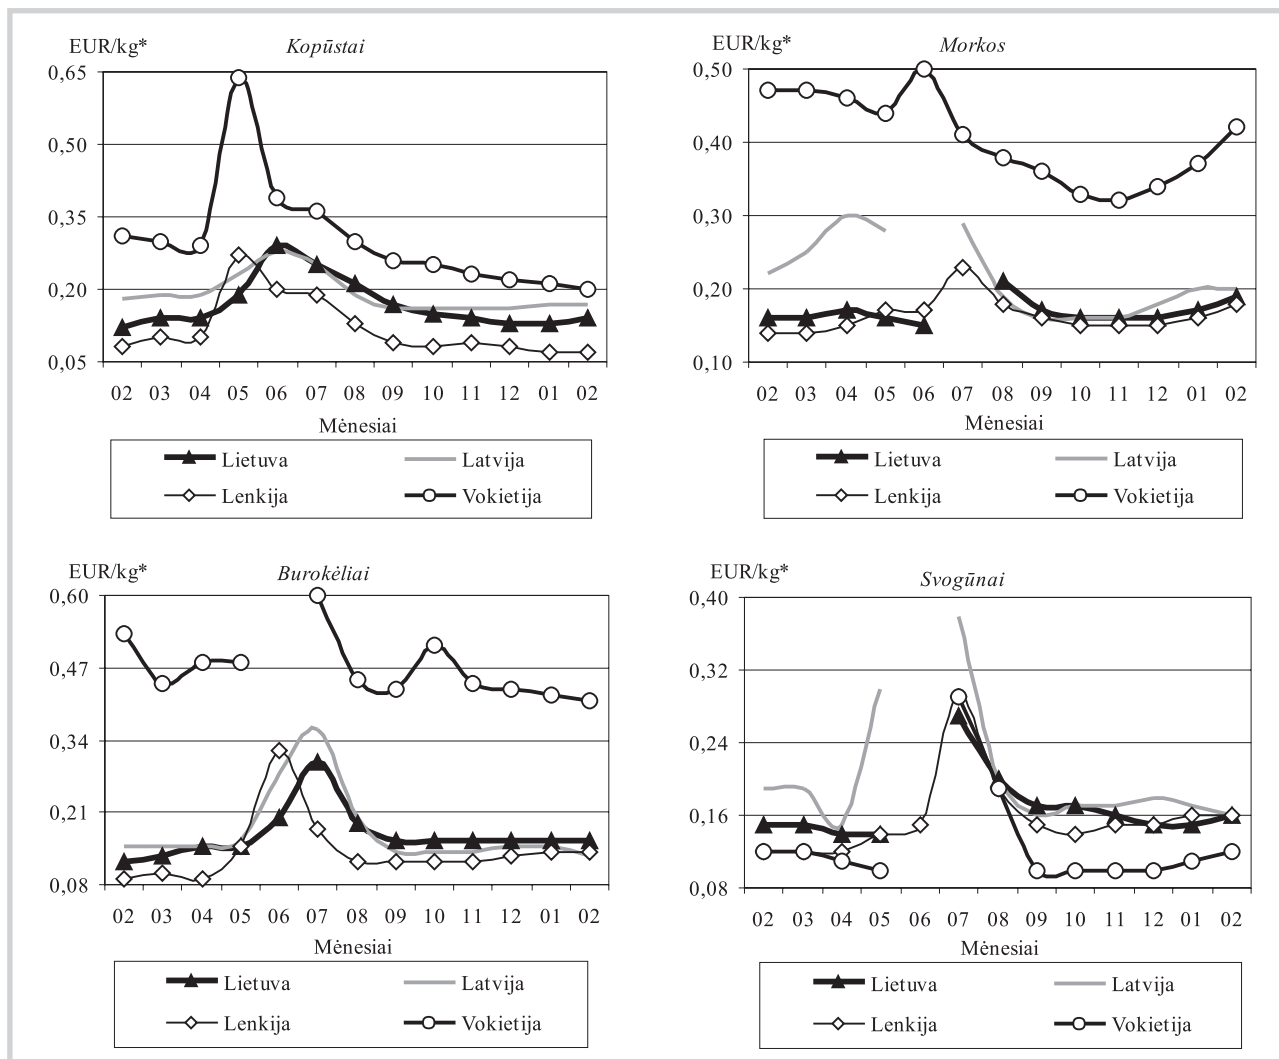 EUR/kg*
Kopūstai
0,65
0,50
0,35
0,20
0,05
02 03 04 05 06 07 08 09 10 11 12 01 02
Mėnesiai
Lietuva Latvija
Lenkija Vokietija
EUR/kg*
Morkos
0,50
0,40
0,30
0,20
0,10
02 03 04 05 06 07 08 09 10 11 12 01 02
Mėnesiai
Lietuva Latvija
Lenkija Vokietija
EUR/kg*
Burokėliai
0,60
0,47
0,34
0,21
0,08
02 03 04 05 06 07 08 09 10 11 12 01 02
Mėnesiai
Lietuva Latvija
Lenkija Vokietija
EUR/kg*
Svogūnai
0,40
0,32
0,24
0,16
0,08
02 03 04 05 06 07 08 09 10 11 12 01 02
Mėnesiai
Lietuva Latvija
Lenkija Vokietija